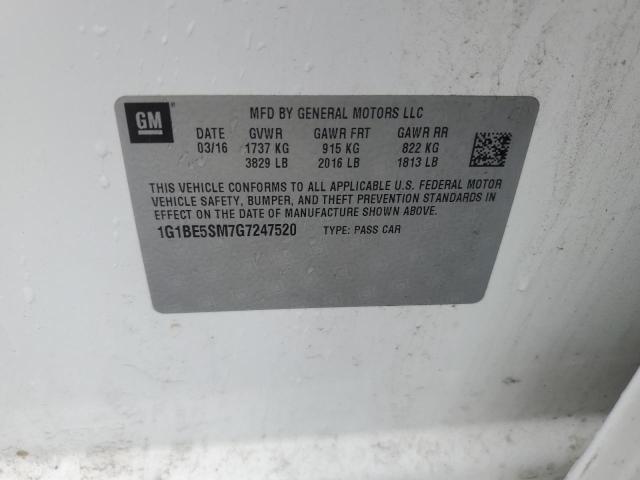 GM
MFD BY GENERAL MOTORS LLC
DATE GVWR GAWR FRT GAWR RR
03/16 1737 KG 915 KG 822 KG
3829 LB 2016 LB 1813 LB
THIS VEHICLE CONFORMS TO ALL APPLICABLE U.S. FEDERAL MOTOR
VEHICLE SAFETY, BUMPER, AND THEFT PREVENTION STANDARDS IN
EFFECT ON THE DATE OF MANUFACTURE SHOWN ABOVE.
1G1BE5SM7G7247520 TYPE: PASS CAR